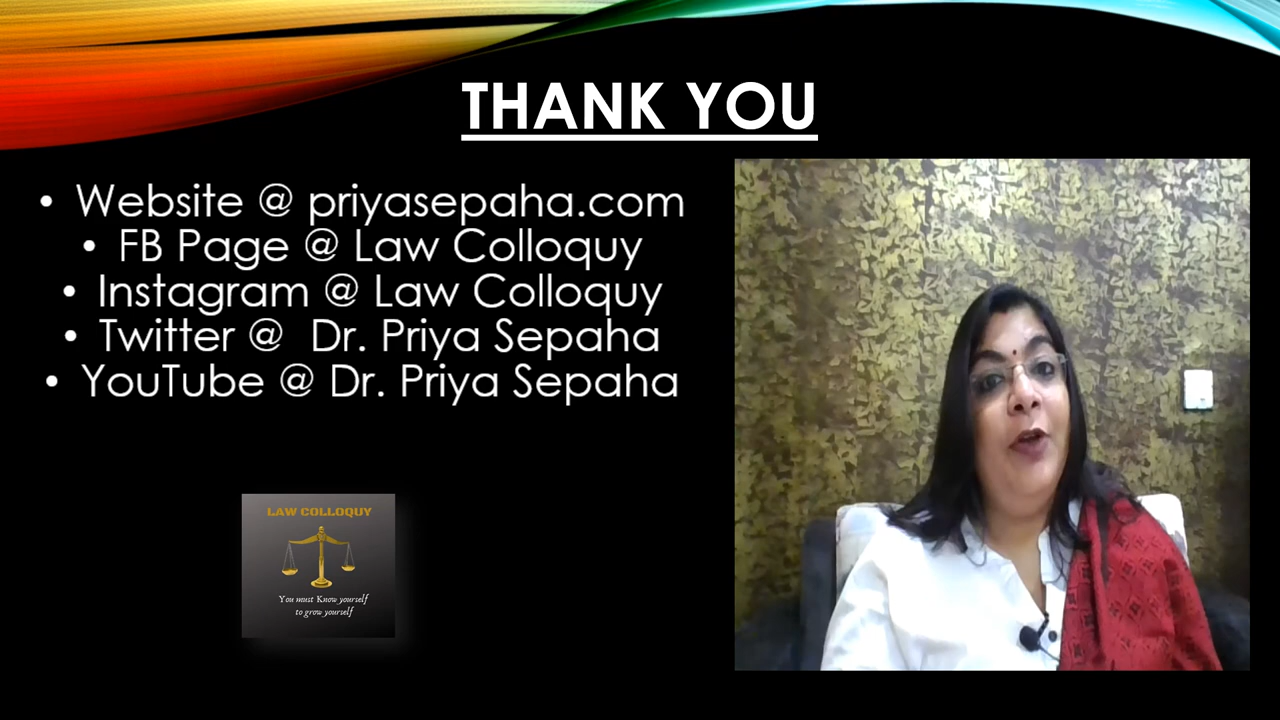 THANK YOU
• Website @ priyasepaha.com
• FB Page @ Law Colloquy
• Instagram @ Law Colloquy
• Twitter @  Dr. Priya Sepaha
• YouTube @ Dr. Priya Sepaha
LAW COLLOQUY
You must Know yourself
to grow yourself